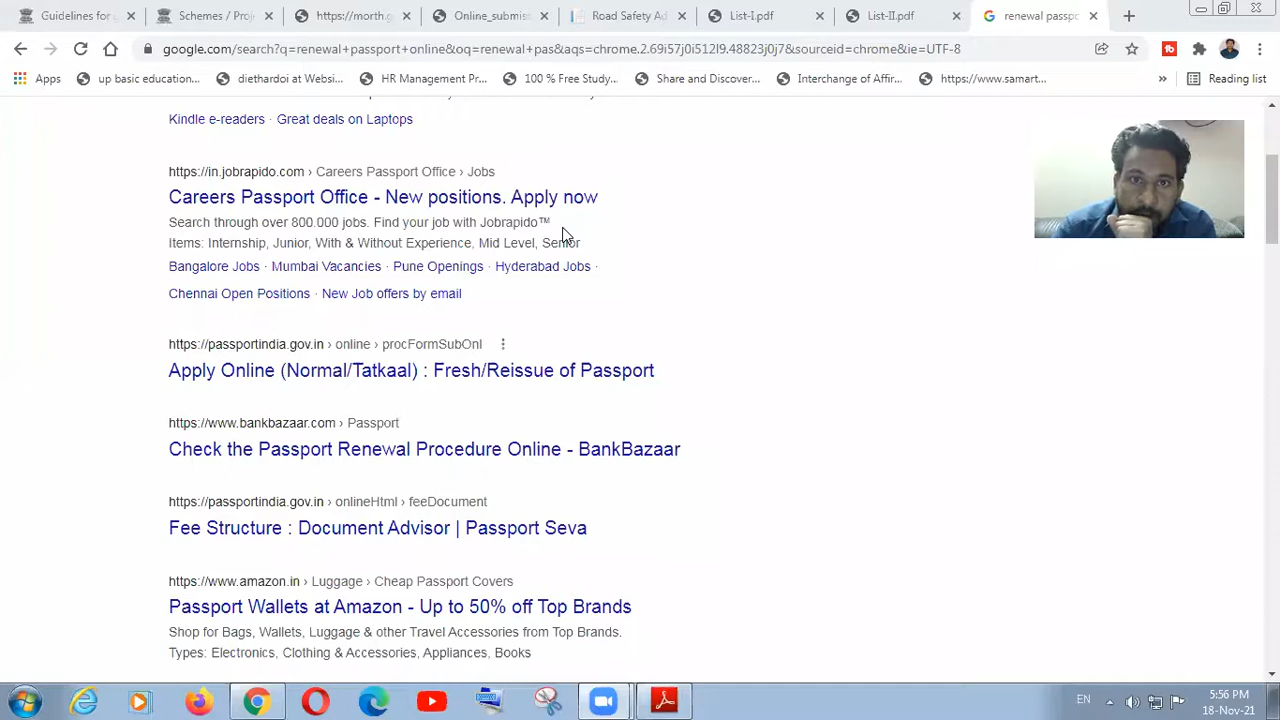 Guidelines for
Schemes / Proj
https://morth.g
Online_submis
Road Safety Ad
List-I.pdf
List-II.pdf
renewal passpo
google.com/search?q=renewal+passport+online&oq=renewal+pas&aqs=chrome.2.69i57j0i512l9.48823j0j7&sourceid=chrome&ie=UTF-8
Apps
up basic education...
diethardoi at Websi...
HR Management Pr...
100 % Free Study...
Share and Discover...
Interchange of Affir...
https://www.samart...
»
Reading list
Kindle e-readers · Great deals on Laptops
https://in.jobrapido.com › Careers Passport Office › Jobs
Careers Passport Office - New positions. Apply now
Search through over 800.000 jobs. Find your job with Jobrapido™
Items: Internship, Junior, With & Without Experience, Mid Level, Senior
Bangalore Jobs · Mumbai Vacancies · Pune Openings · Hyderabad Jobs ·
Chennai Open Positions · New Job offers by email
https://passportindia.gov.in › online › procFormSubOnl
Apply Online (Normal/Tatkaal) : Fresh/Reissue of Passport
https://www.bankbazaar.com › Passport
Check the Passport Renewal Procedure Online - BankBazaar
https://passportindia.gov.in › onlineHtml › feeDocument
Fee Structure : Document Advisor | Passport Seva
https://www.amazon.in › Luggage › Cheap Passport Covers
Passport Wallets at Amazon - Up to 50% off Top Brands
Shop for Bags, Wallets, Luggage & other Travel Accessories from Top Brands.
Types: Electronics, Clothing & Accessories, Appliances, Books
EN
5:56 PM
18-Nov-21